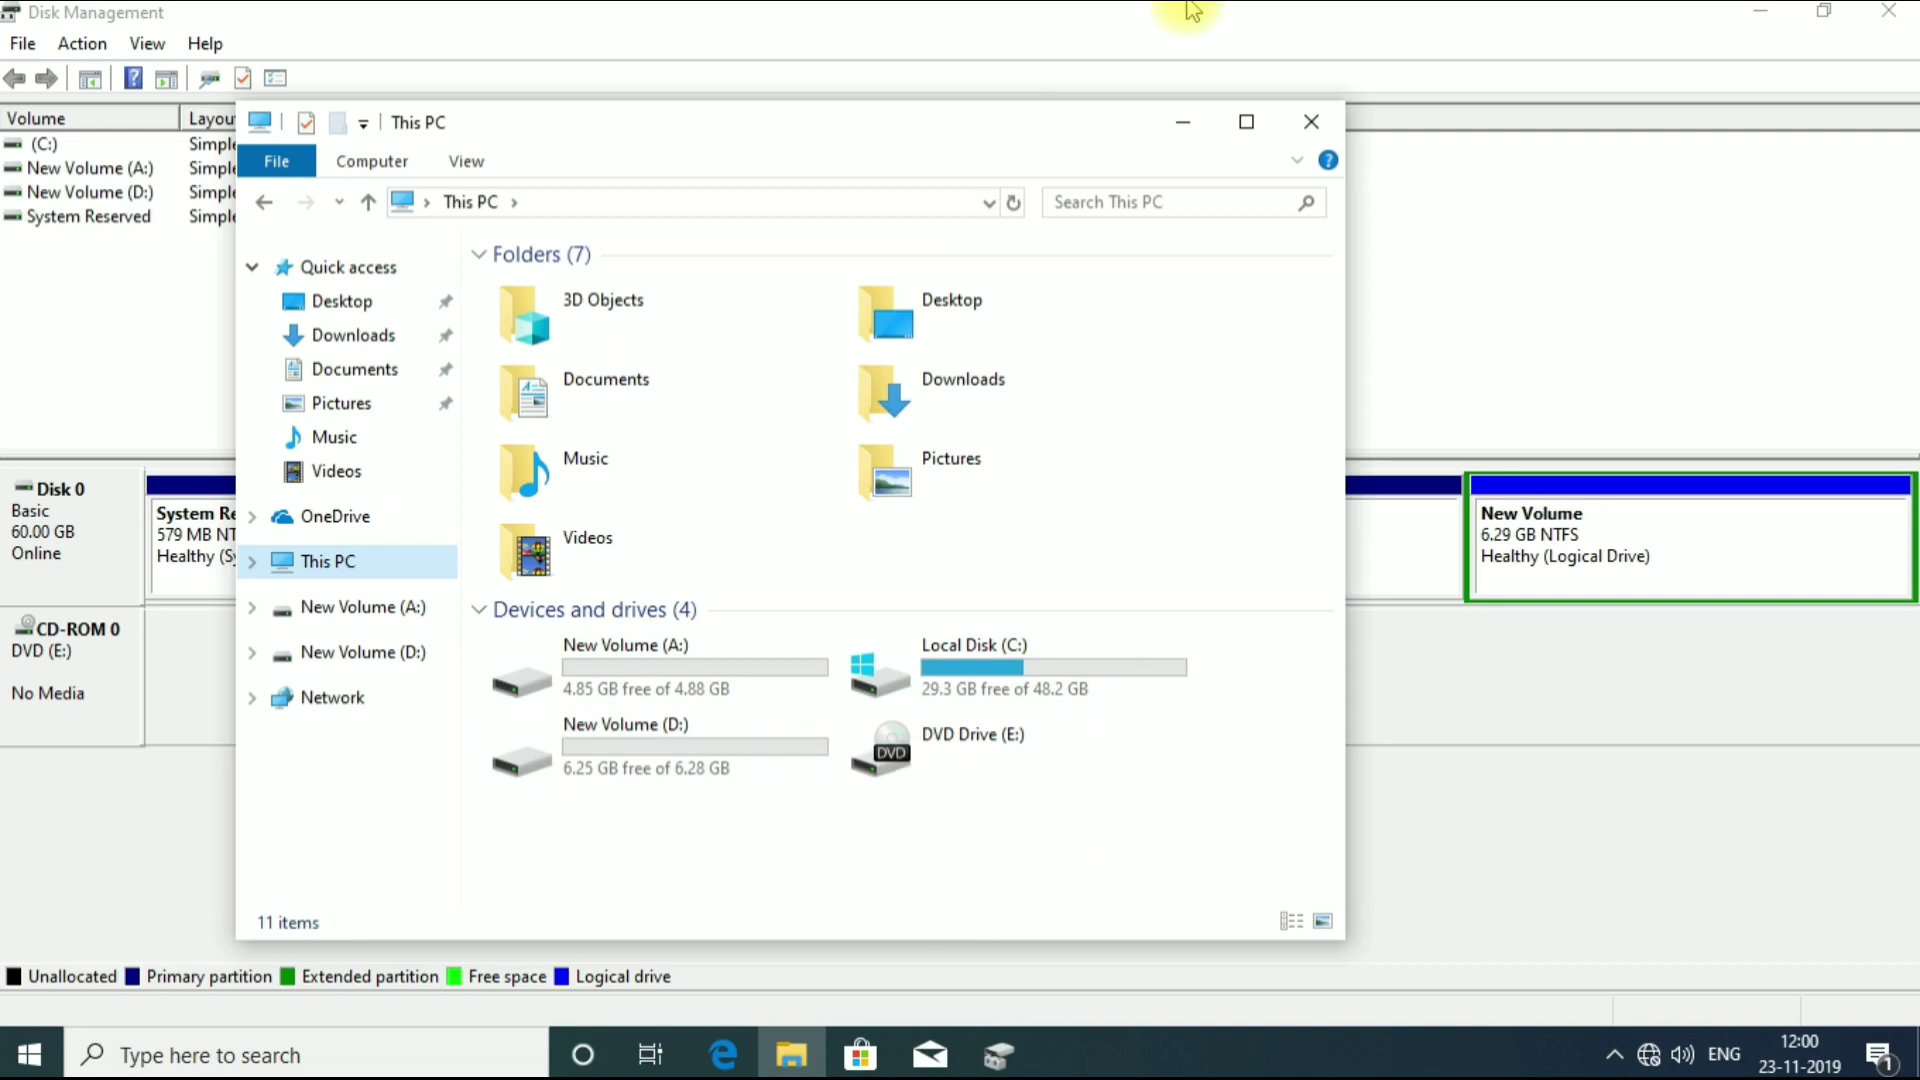 Disk Management
File Action View Help
Volume
Layou
(C:)
Simple
New Volume (A:)
Simple
New Volume (D:)
Simple
System Reserved
Simple
This PC
File Computer View
This PC
Search This PC
Quick access
Desktop
Downloads
Documents
Pictures
Music
Videos
OneDrive
This PC
New Volume (A:)
New Volume (D:)
Network
Folders (7)
3D Objects
Desktop
Documents
Downloads
Music
Pictures
Videos
Devices and drives (4)
New Volume (A:)
4.85 GB free of 4.88 GB
Local Disk (C:)
29.3 GB free of 48.2 GB
New Volume (D:)
6.25 GB free of 6.28 GB
DVD Drive (E:)
DVD
11 items
Disk 0
Basic
60.00 GB
Online
System Re
579 MB NT
Healthy (Sy
New Volume
6.29 GB NTFS
Healthy (Logical Drive)
CD-ROM 0
DVD (E:)
No Media
Unallocated Primary partition Extended partition Free space Logical drive
Type here to search
ENG
12:00
23-11-2019
1